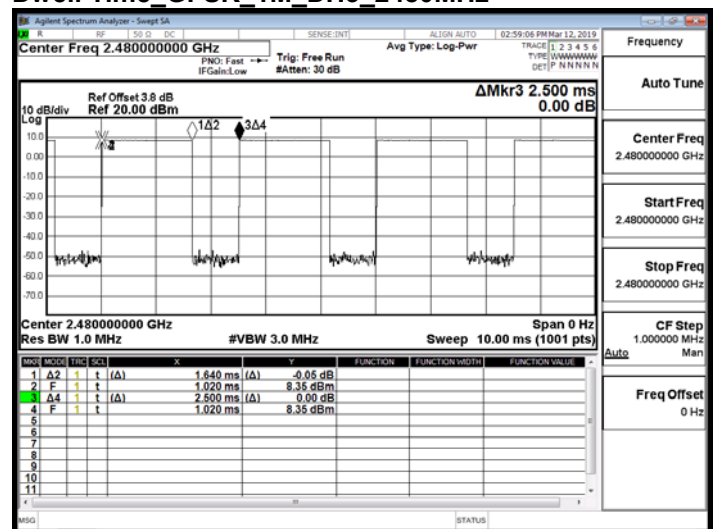 Agilent Spectrum Analyzer - Swept SA
R RF 50 Ω DC SENSE:INT ALIGN AUTO 02:59:06 PM Mar 12, 2019
Center Freq 2.480000000 GHz
PNO: Fast
IFGain:Low
Trig: Free Run
#Atten: 30 dB
Avg Type: Log-Pwr
TRACE 1 2 3 4 5 6
TYPE WWWWWW
DET P N N N N N
Frequency
Auto Tune
Center Freq
2.480000000 GHz
Start Freq
2.480000000 GHz
Stop Freq
2.480000000 GHz
CF Step
1.000000 MHz
Auto Man
Freq Offset
0 Hz
ΔMkr3 2.500 ms
0.00 dB
Ref Offset 3.8 dB
10 dB/div Ref 20.00 dBm
Log
1Δ2 3Δ4
10.0
0.00
-10.0
-20.0
-30.0
-40.0
-50.0
-60.0
-70.0
Center 2.480000000 GHz Span 0 Hz
Res BW 1.0 MHz #VBW 3.0 MHz Sweep 10.00 ms (1001 pts)
MKR MODE TRC SCL X Y FUNCTION FUNCTION WIDTH FUNCTION VALUE
1 Δ2 1 t (Δ) 1.640 ms (Δ) -0.05 dB
2 F 1 t 1.020 ms 8.35 dBm
3 Δ4 1 t (Δ) 2.500 ms (Δ) 0.00 dB
4 F 1 t 1.020 ms 8.35 dBm
5
6
7
8
9
10
11
MSG STATUS